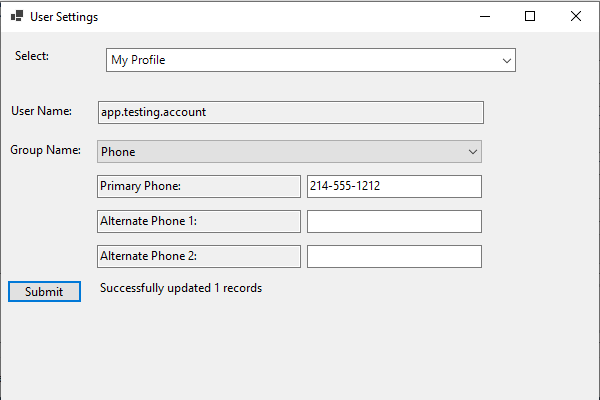 User Settings
Select: My Profile
User Name: app.testing.account
Group Name: Phone
Primary Phone: 214-555-1212
Alternate Phone 1:
Alternate Phone 2:
Submit Successfully updated 1 records